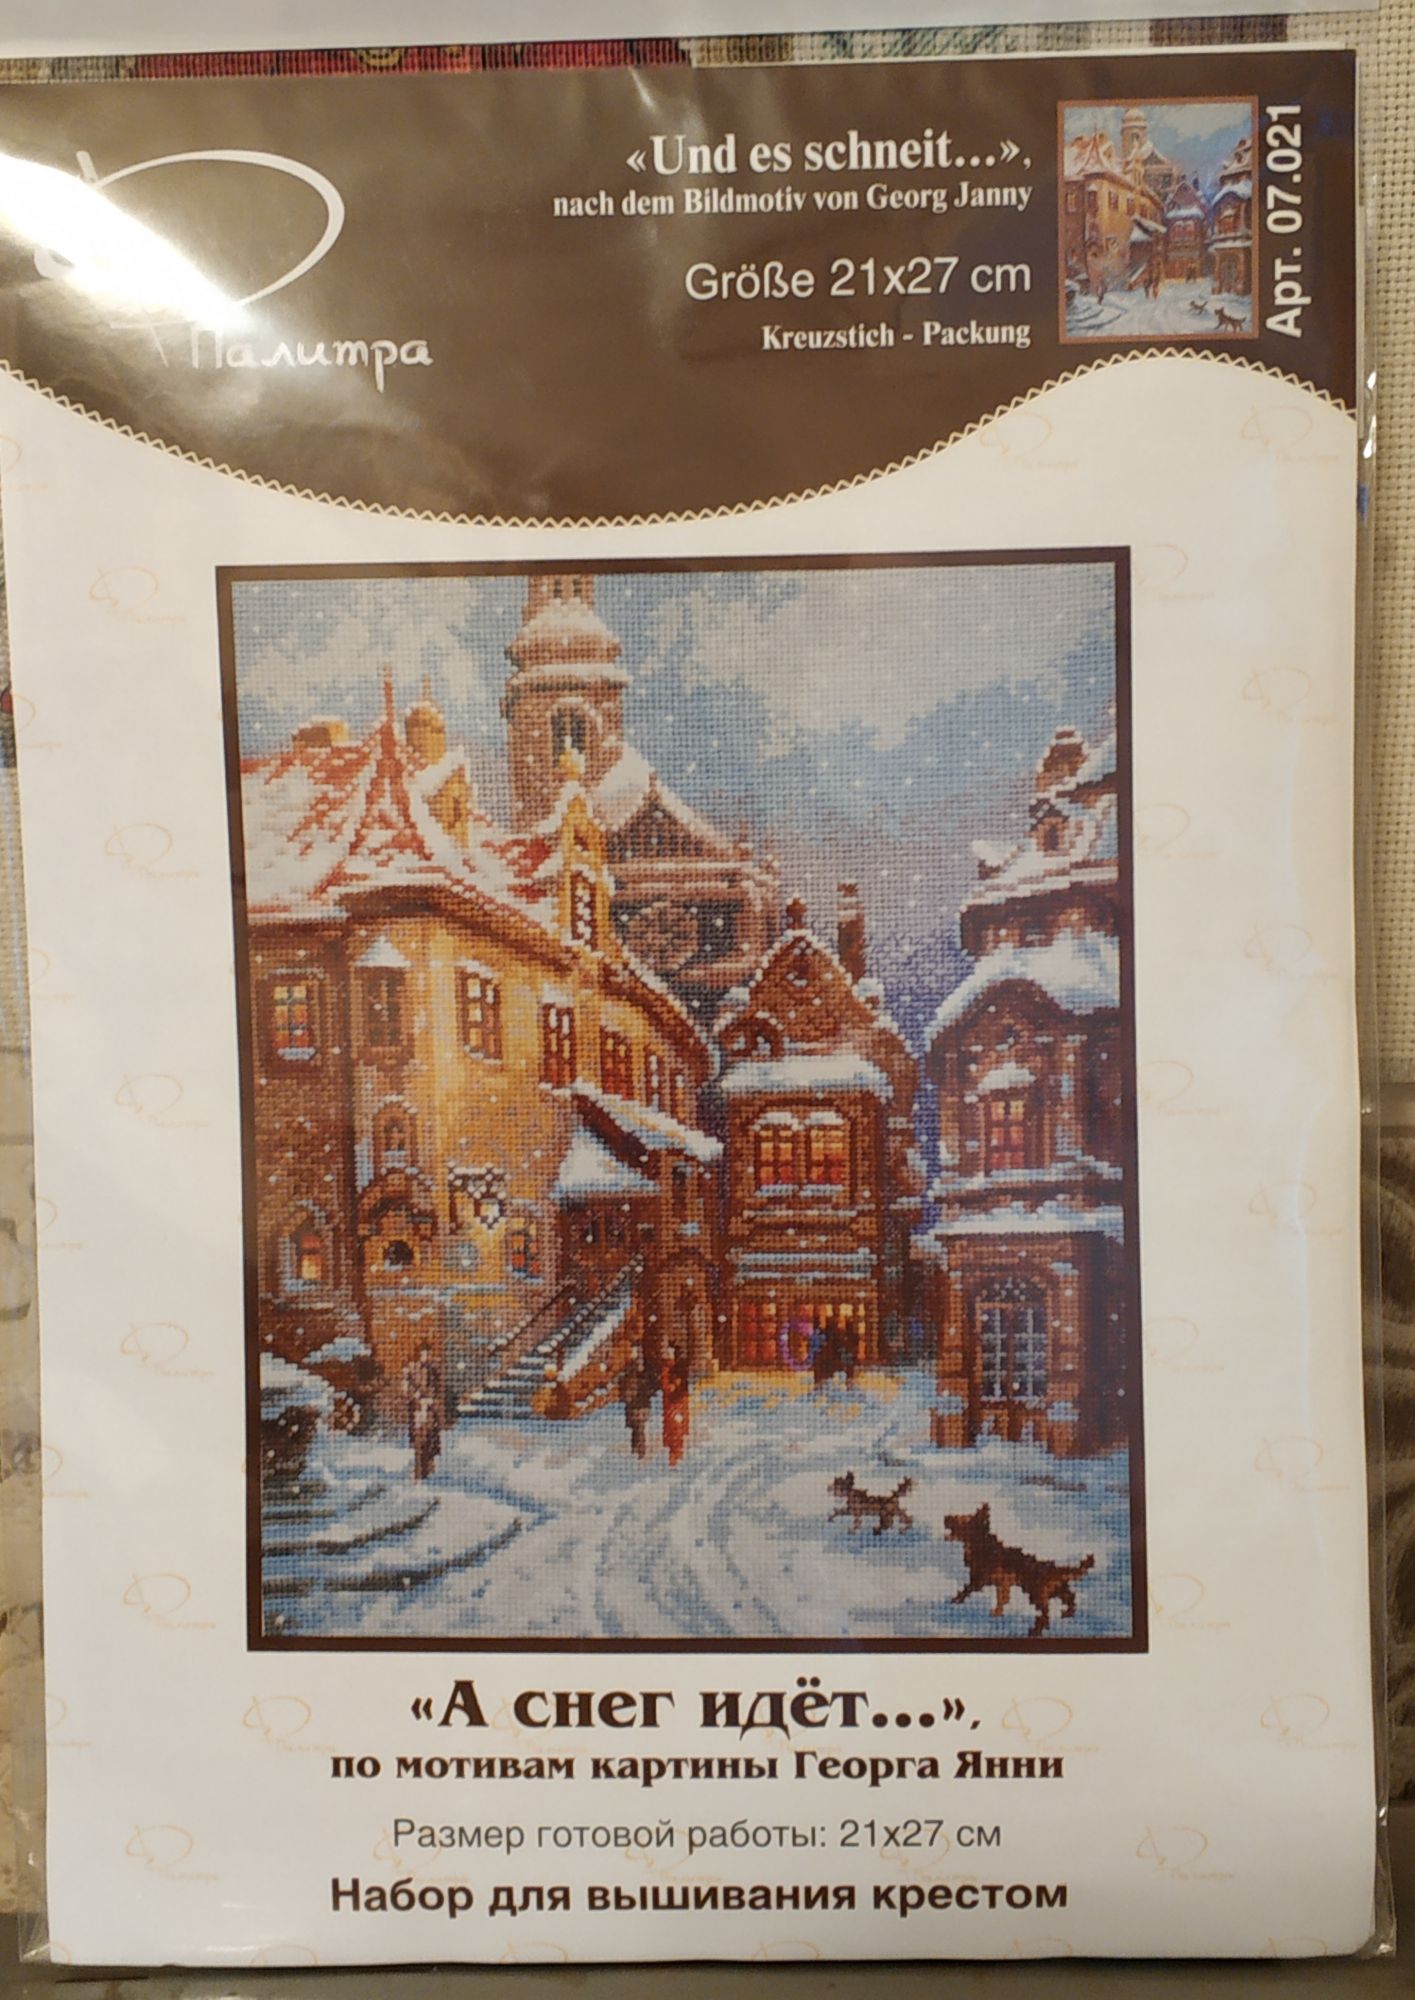 Палитра
«Und es schneit...»,
nach dem Bildmotiv von Georg Janny
Größe 21x27 cm
Kreuzstich - Packung
Арт. 07.021
«А снег идёт...»,
по мотивам картины Георга Янни
Размер готовой работы: 21x27 см
Набор для вышивания крестом